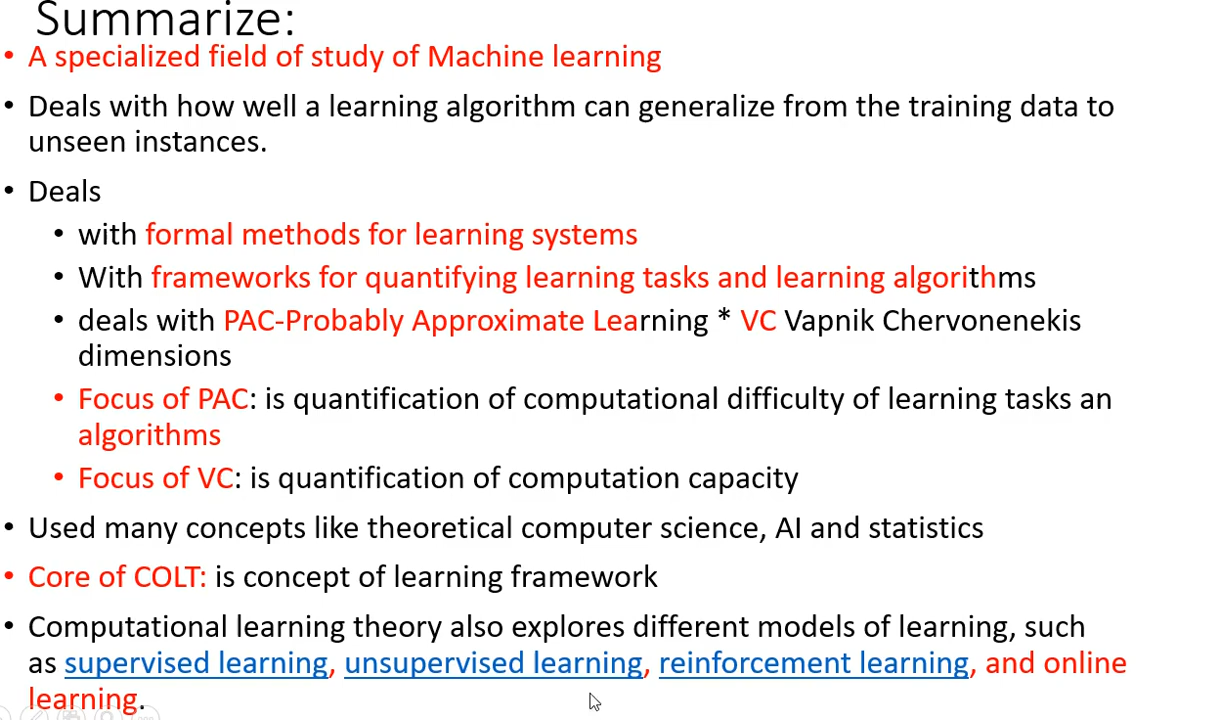 Summarize:
• A specialized field of study of Machine learning
• Deals with how well a learning algorithm can generalize from the training data to
unseen instances.
• Deals
• with formal methods for learning systems
• With frameworks for quantifying learning tasks and learning algorithms
• deals with PAC-Probably Approximate Learning * VC Vapnik Chervonenekis
dimensions
• Focus of PAC: is quantification of computational difficulty of learning tasks an
algorithms
• Focus of VC: is quantification of computation capacity
• Used many concepts like theoretical computer science, AI and statistics
• Core of COLT: is concept of learning framework
• Computational learning theory also explores different models of learning, such
as supervised learning, unsupervised learning, reinforcement learning, and online
learning.